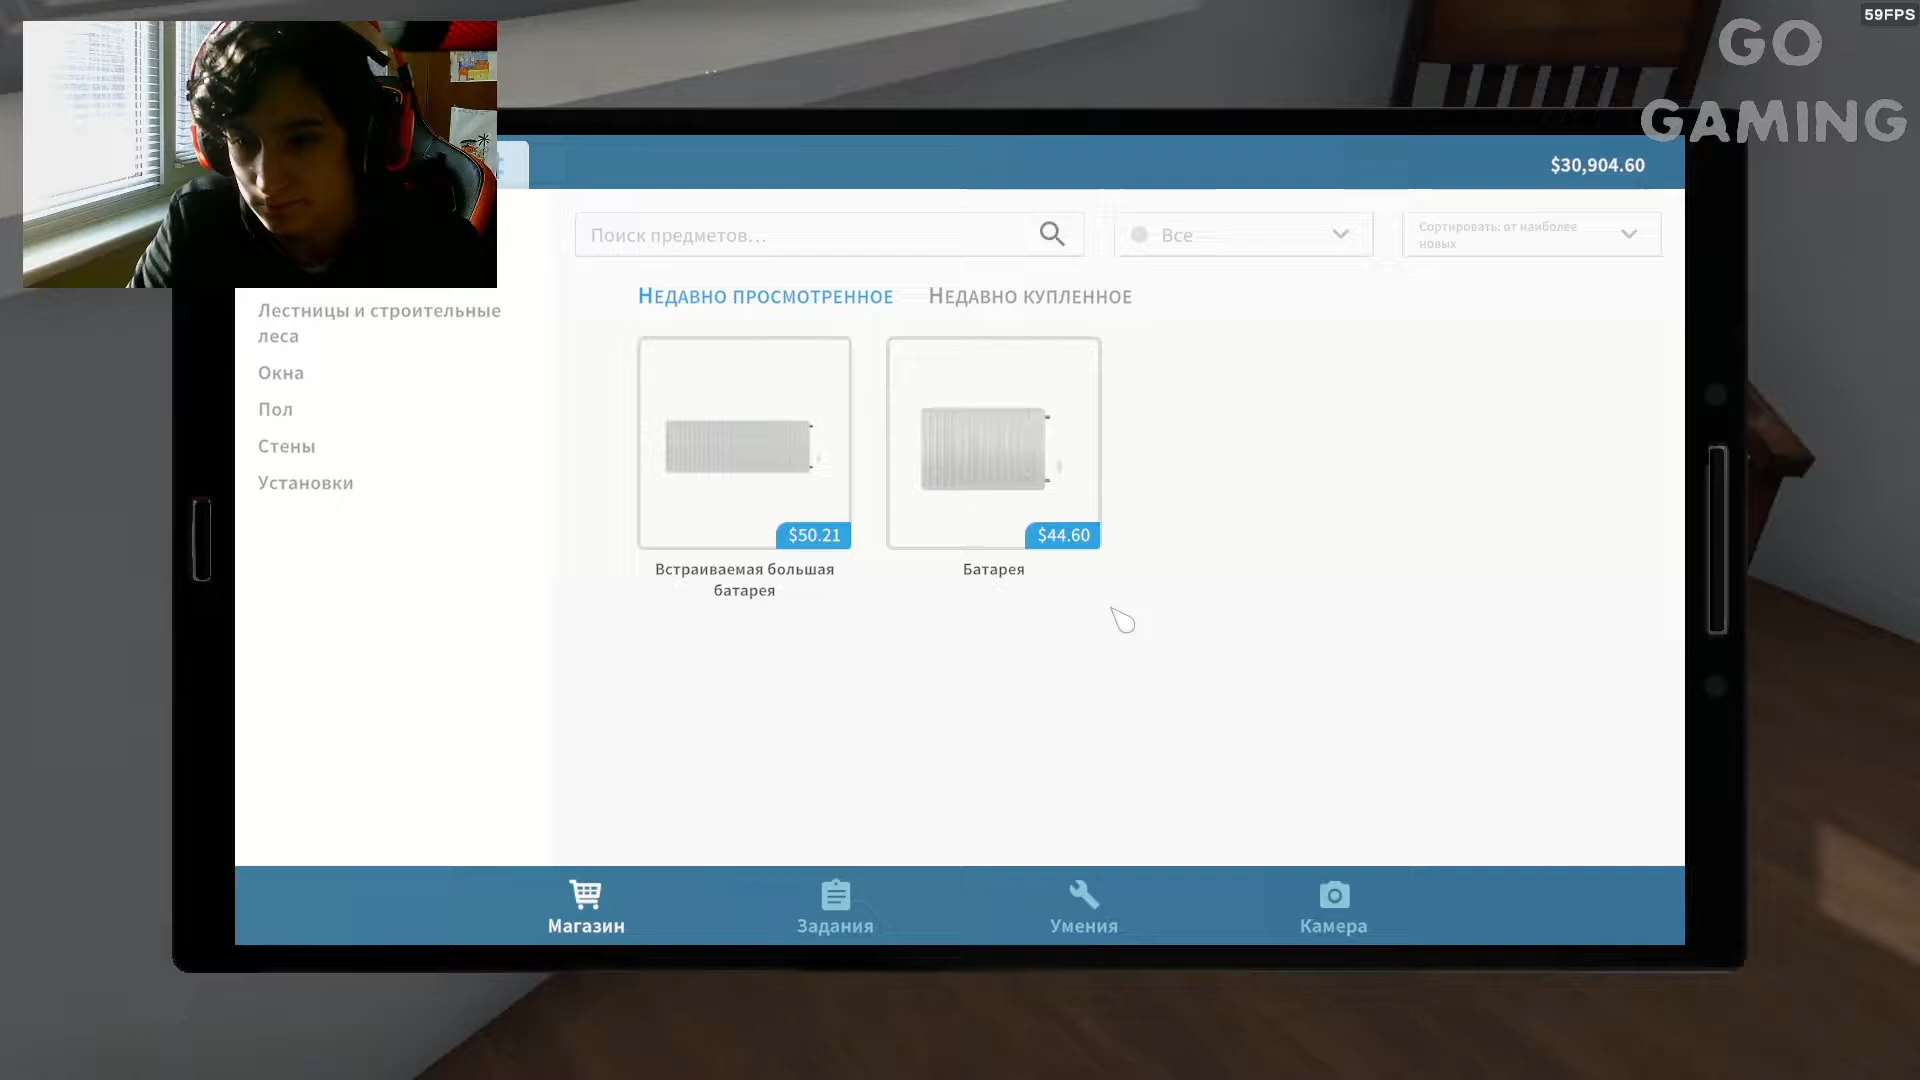 59FPS
GO
GAMING
$30,904.60
Поиск предметов...
Все
Сортировать: от наиболее
новых
Недавно просмотренное
Недавно купленное
Лестницы и строительные
леса
Окна
Пол
Стены
Установки
$50.21
$44.60
Встраиваемая большая
батарея
Батарея
Магазин
Задания
Умения
Камера